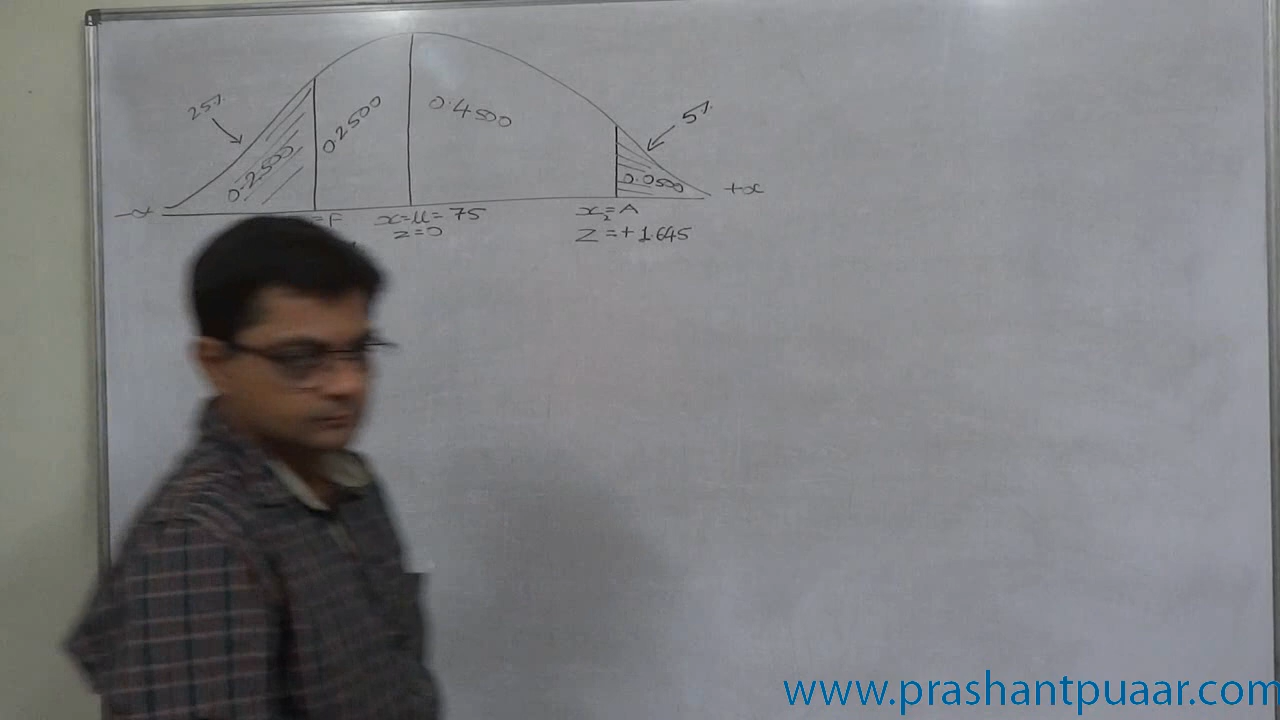 25%
0.2500
0.2500
0.4500
5%
0.0500
=F
x=μ=75
z=0
x₂=A
Z=+1.645
www.prashantpuaar.com